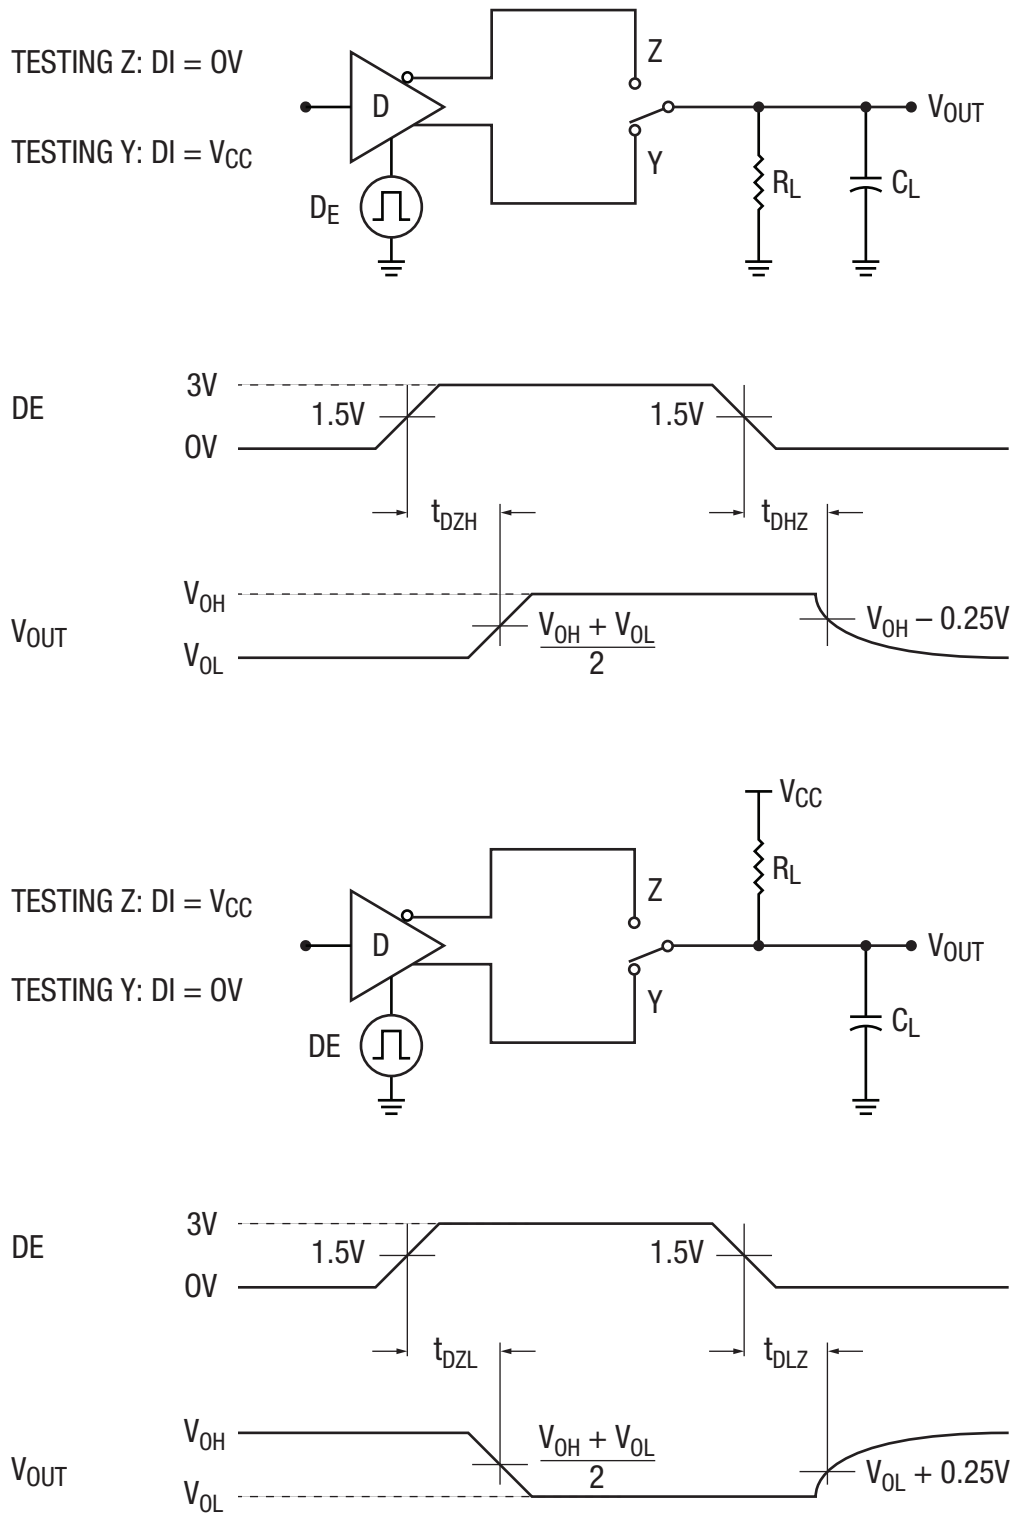 TESTING Z: DI = 0V
Z
D
V_OUT
TESTING Y: DI = V_CC
Y
R_L
C_L
D_E
3V
DE
1.5V
1.5V
0V
t_DZH
t_DHZ
V_OH
V_OUT
V_OH + V_OL
2
V_OH – 0.25V
V_OL
V_CC
R_L
TESTING Z: DI = V_CC
Z
D
V_OUT
TESTING Y: DI = 0V
Y
C_L
DE
3V
DE
1.5V
1.5V
0V
t_DZL
t_DLZ
V_OH
V_OUT
V_OH + V_OL
2
V_OL + 0.25V
V_OL